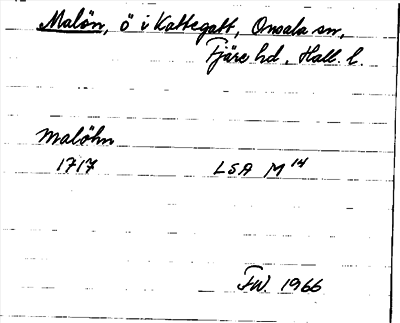 Malön, ö i Kattegatt, Onsala sn,
Fjäre hd, Hall. l.
Malöhn
1717 LSA M 14
FW. 1966